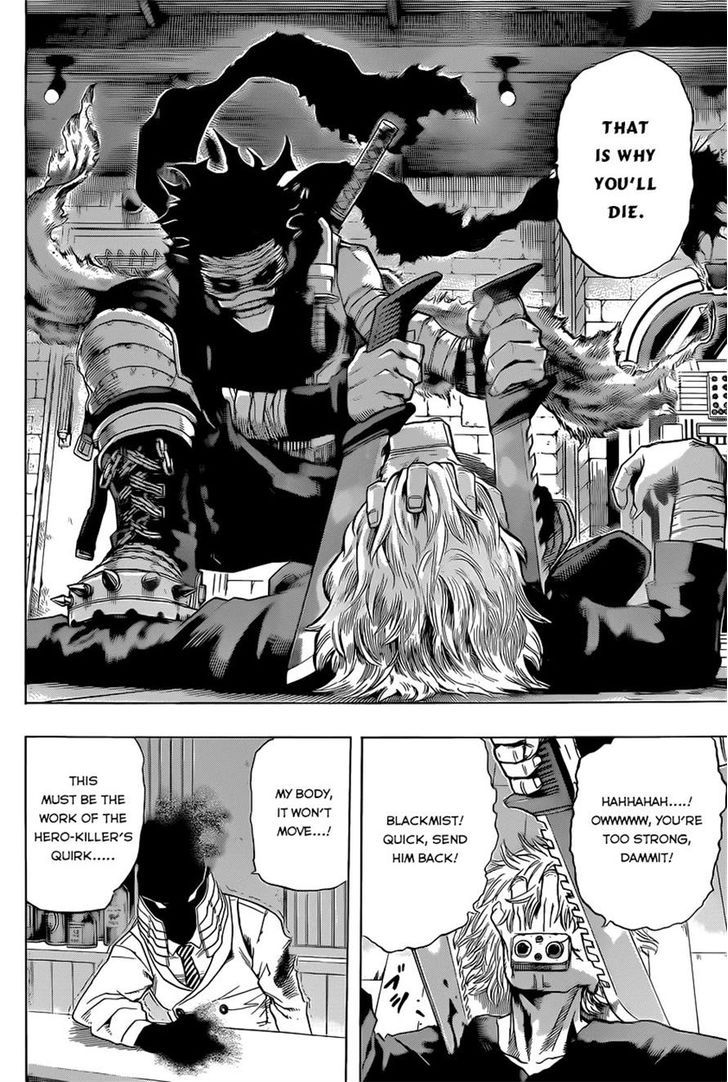 THAT
IS WHY
YOU'LL
DIE.
HAHHAHAH....!
OWWWWW, YOU'RE
TOO STRONG,
DAMMIT!
BLACKMIST!
QUICK, SEND
HIM BACK!
MY BODY,
IT WON'T
MOVE...!
THIS
MUST BE THE
WORK OF THE
HERO-KILLER'S
QUIRK.....